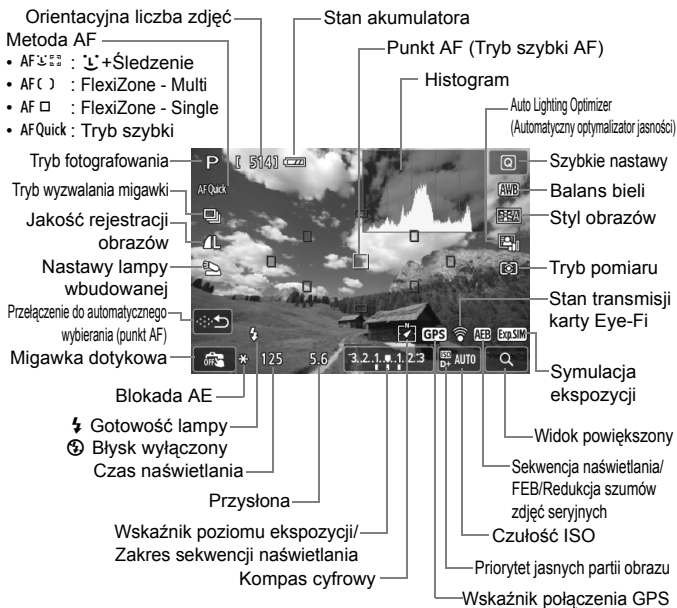 Orientacyjna liczba zdjęć
Stan akumulatora
Metoda AF
• AF : +Śledzenie
• AF( ) : FlexiZone - Multi
• AF □ : FlexiZone - Single
• AFQuick : Tryb szybki
Punkt AF (Tryb szybki AF)
Histogram
Auto Lighting Optimizer
(Automatyczny optymalizator jasności)
Tryb fotografowania
Tryb wyzwalania migawki
Jakość rejestracji
obrazów
Nastawy lampy
wbudowanej
Przełączenie do automatycznego
wybierania (punkt AF)
Migawka dotykowa
P [ 514]
AFQuick
L
Q
AWB
A
N
GPS
AEB
Exp.SIM
* 125 5.6 3..2..1..▼..1..2.:3 ISO D+ AUTO
Szybkie nastawy
Balans bieli
Styl obrazów
Tryb pomiaru
Stan transmisji
karty Eye-Fi
Symulacja
ekspozycji
Widok powiększony
Blokada AE
Gotowość lampy
Błysk wyłączony
Czas naświetlania
Przysłona
Wskaźnik poziomu ekspozycji/
Zakres sekwencji naświetlania
Kompas cyfrowy
Sekwencja naświetlania/
FEB/Redukcja szumów
zdjęć seryjnych
Czułość ISO
Priorytet jasnych partii obrazu
Wskaźnik połączenia GPS